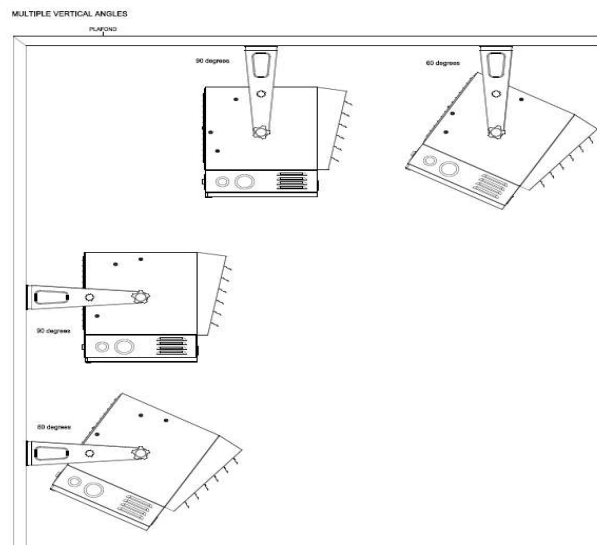 MULTIPLE VERTICAL ANGLES
PLAFOND
90 degrees
60 degrees
90 degrees
60 degrees